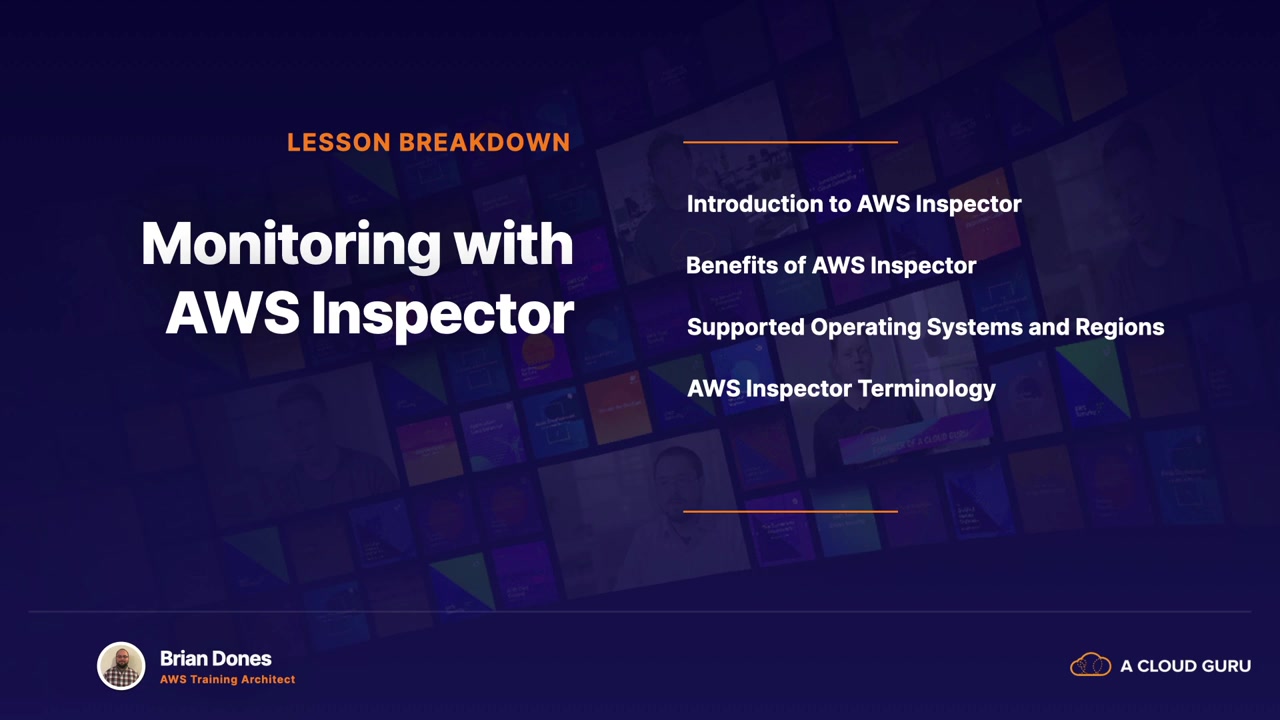 LESSON BREAKDOWN
Monitoring with
AWS Inspector
Introduction to AWS Inspector
Benefits of AWS Inspector
Supported Operating Systems and Regions
AWS Inspector Terminology
Brian Dones
AWS Training Architect
A CLOUD GURU